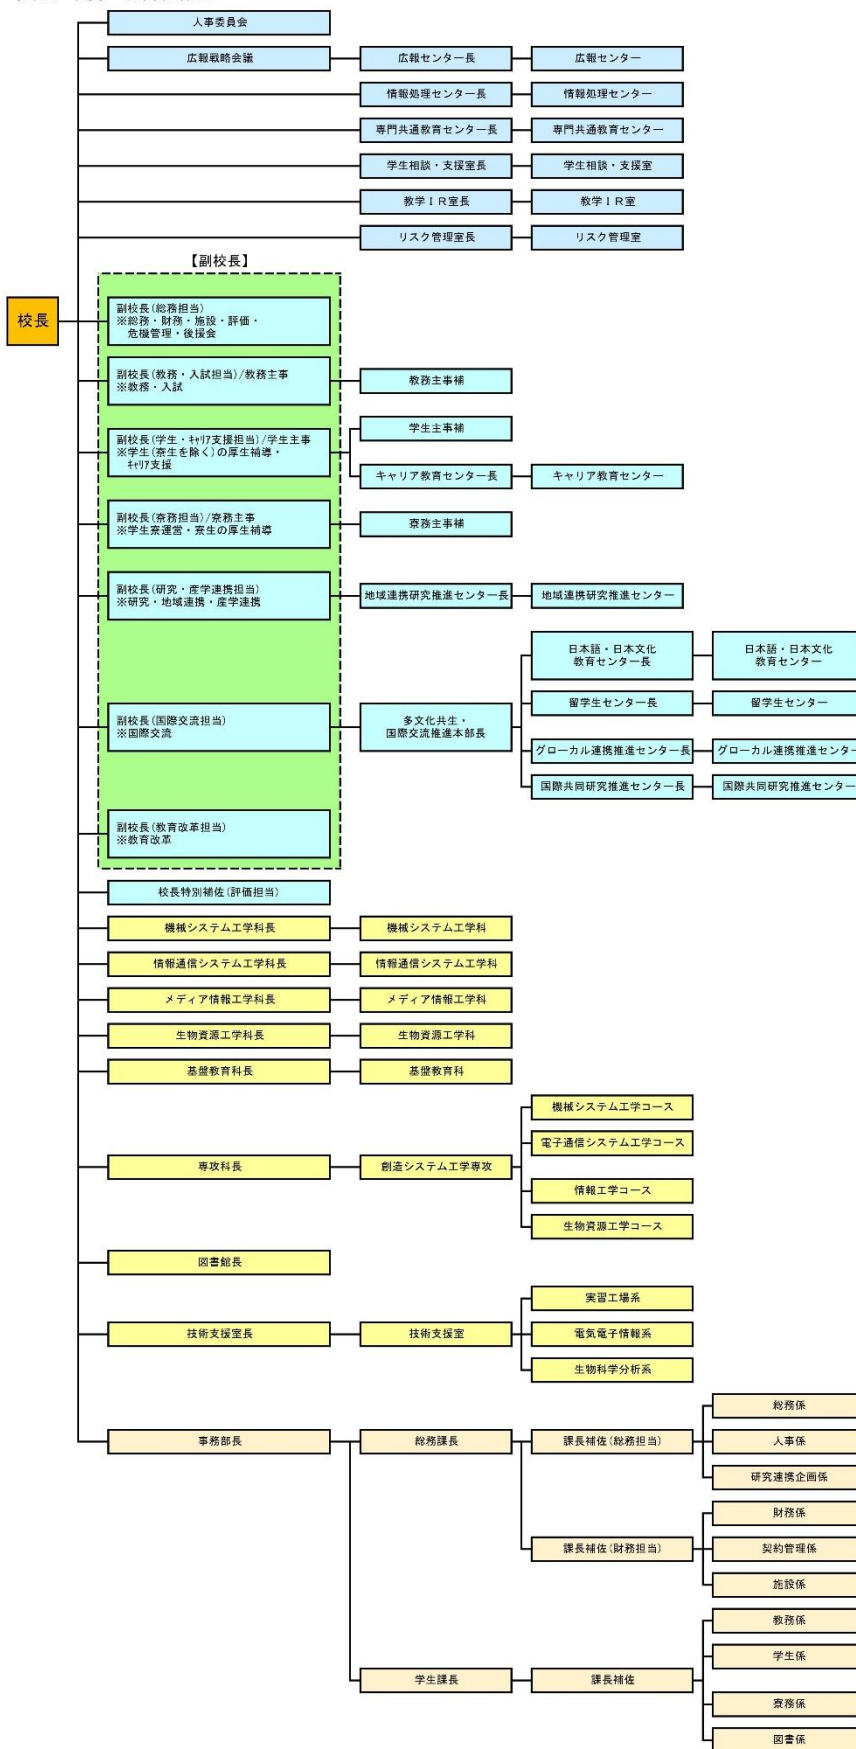 人事委員会
広報戦略会議
広報センター長
広報センター
情報処理センター長
情報処理センター
専門共通教育センター長
専門共通教育センター
学生相談・支援室長
学生相談・支援室
教学ＩＲ室長
教学ＩＲ室
リスク管理室長
リスク管理室
【副校長】
校長
副校長(総務担当)
※総務・財務・施設・評価・
危機管理・後援会
副校長(教務・入試担当)/教務主事
※教務・入試
教務主事補
副校長(学生・ｷｬﾘｱ支援担当)/学生主事
※学生(寮生を除く)の厚生補導・
ｷｬﾘｱ支援
学生主事補
キャリア教育センター長
キャリア教育センター
副校長(寮務担当)/寮務主事
※学生寮運営・寮生の厚生補導
寮務主事補
副校長(研究・産学連携担当)
※研究・地域連携・産学連携
地域連携研究推進センター長
地域連携研究推進センター
副校長(国際交流担当)
※国際交流
多文化共生・
国際交流推進本部長
日本語・日本文化
教育センター長
日本語・日本文化
教育センター
留学生センター長
留学生センター
グローカル連携推進センター長
グローカル連携推進センター
国際共同研究推進センター長
国際共同研究推進センター
副校長(教育改革担当)
※教育改革
校長特別補佐(評価担当)
機械システム工学科長
機械システム工学科
情報通信システム工学科長
情報通信システム工学科
メディア情報工学科長
メディア情報工学科
生物資源工学科長
生物資源工学科
基盤教育科長
基盤教育科
専攻科長
創造システム工学専攻
機械システム工学コース
電子通信システム工学コース
情報工学コース
生物資源工学コース
図書館長
技術支援室長
技術支援室
実習工場系
電気電子情報系
生物科学分析系
事務部長
総務課長
課長補佐(総務担当)
総務係
人事係
研究連携企画係
課長補佐(財務担当)
財務係
契約管理係
施設係
学生課長
課長補佐
教務係
学生係
寮務係
図書係